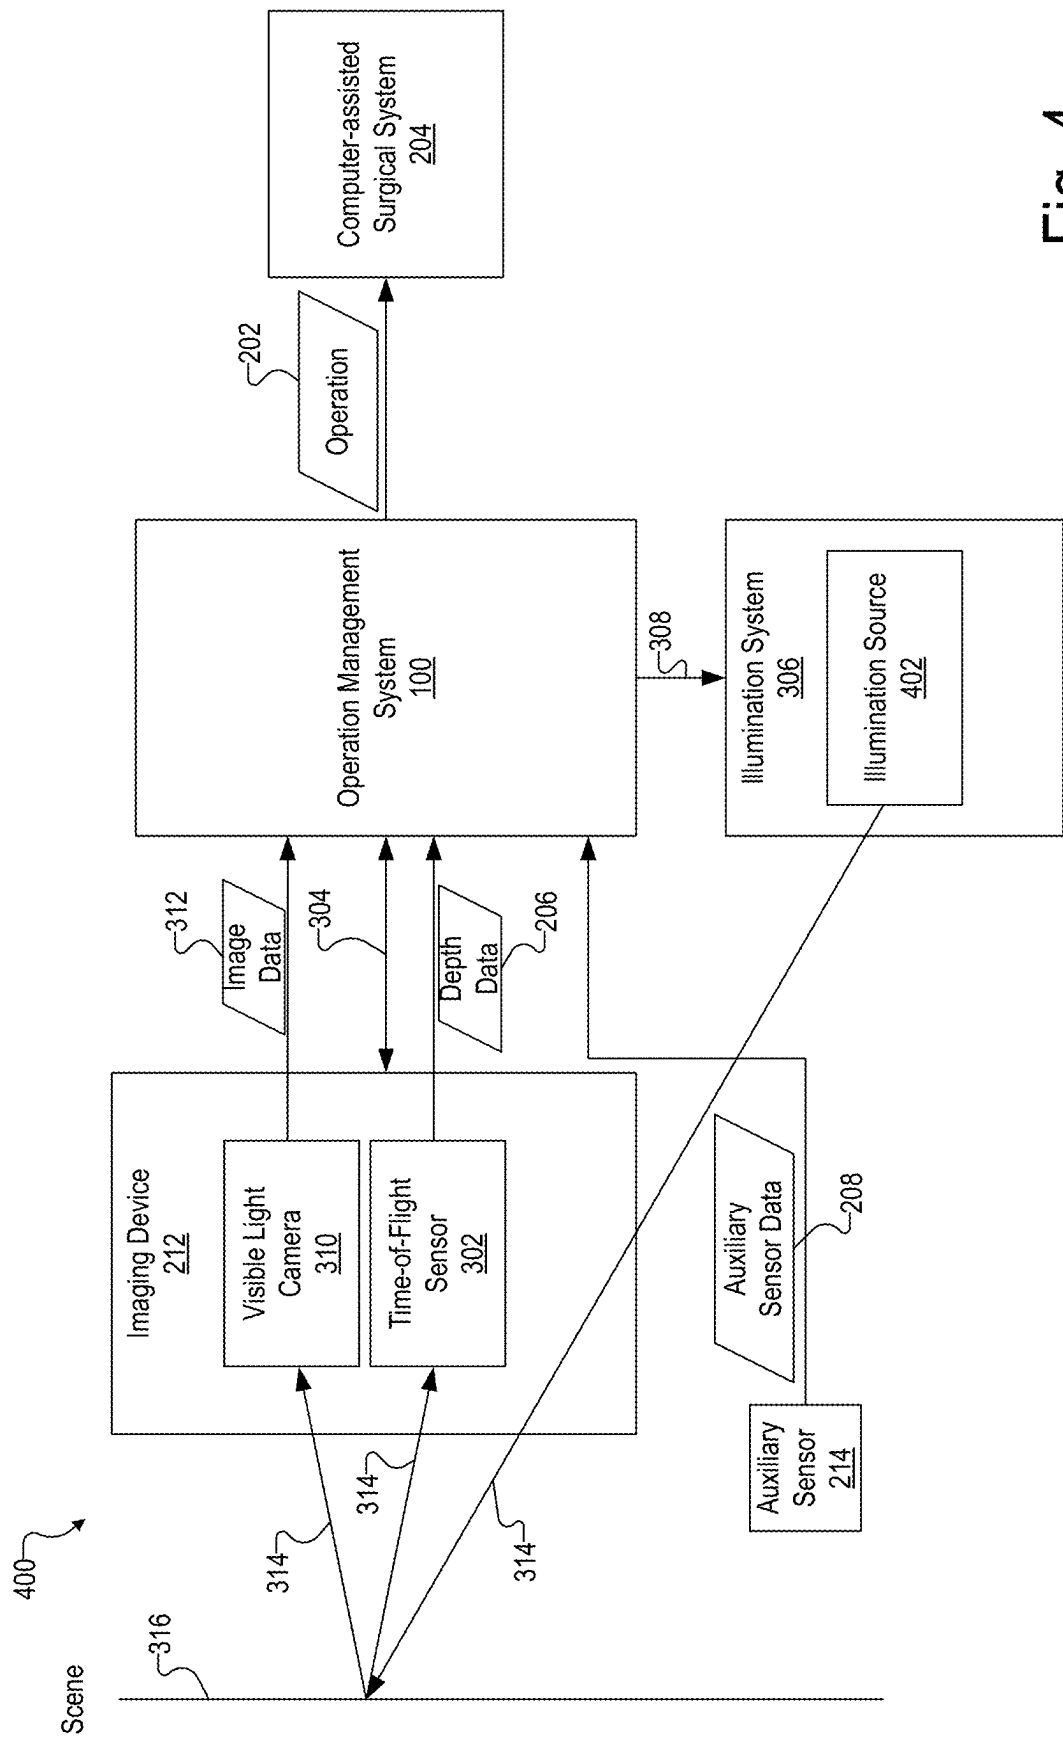 400
Scene
316
314
314
314
Imaging Device
212
Visible Light
Camera
310
Time-of-Flight
Sensor
302
Auxiliary
Sensor
214
Auxiliary
Sensor Data
208
312
Image
Data
304
Depth
Data
206
Operation Management
System
100
308
Illumination System
306
Illumination Source
402
202
Operation
Computer-assisted
Surgical System
204
Fig. 4